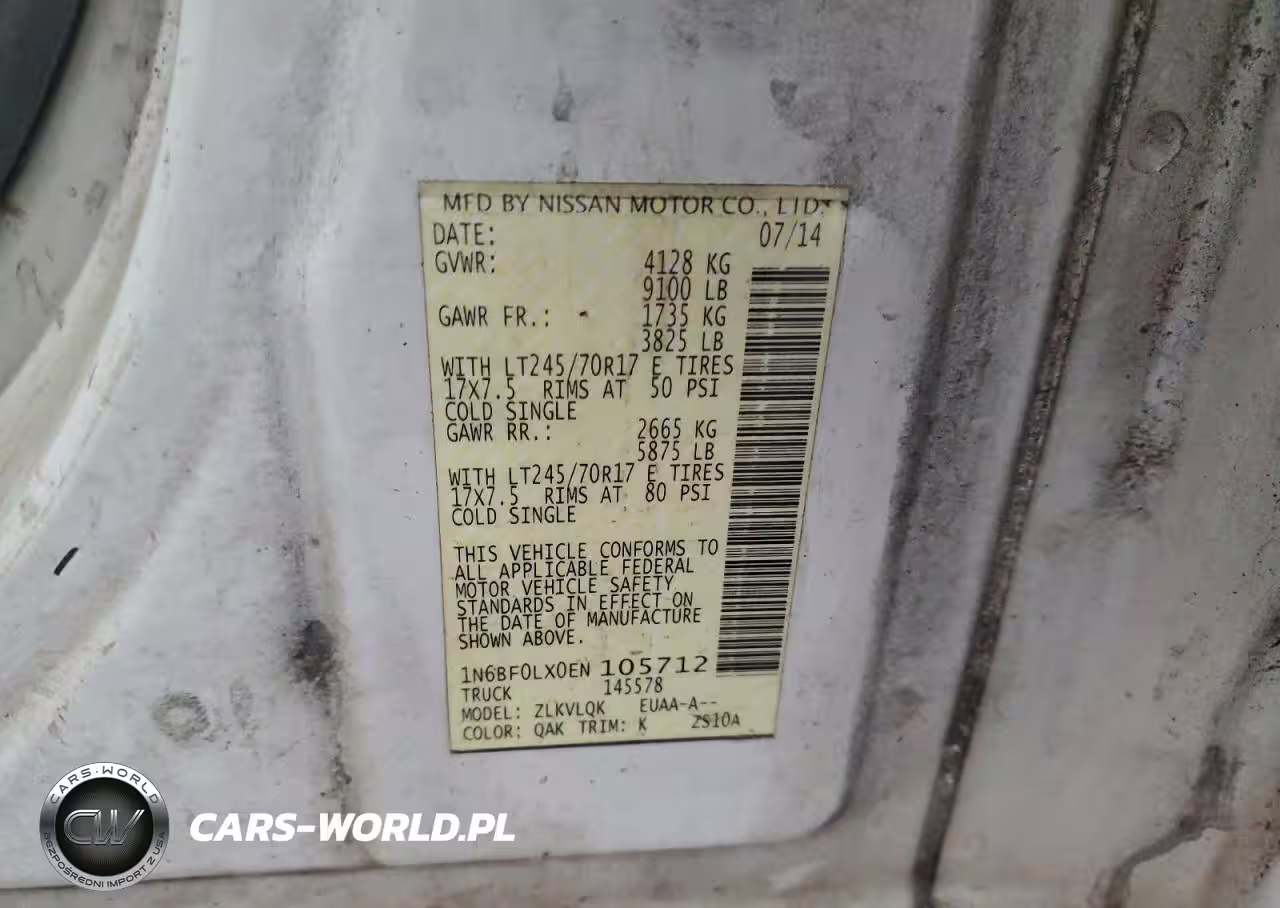 MFD BY NISSAN MOTOR CO., LTD.
DATE: 07/14
GVWR: 4128 KG
9100 LB
GAWR FR.: 1735 KG
3825 LB
WITH LT245/70R17 E TIRES
17X7.5 RIMS AT 50 PSI
COLD SINGLE
GAWR RR.: 2665 KG
5875 LB
WITH LT245/70R17 E TIRES
17X7.5 RIMS AT 80 PSI
COLD SINGLE
THIS VEHICLE CONFORMS TO
ALL APPLICABLE FEDERAL
MOTOR VEHICLE SAFETY
STANDARDS IN EFFECT ON
THE DATE OF MANUFACTURE
SHOWN ABOVE.
1N6BF0LX0EN 105712
TRUCK 145578
MODEL: ZLKVLQK EUAA-A--
COLOR: QAK TRIM: K ZS10A
CARS-WORLD
CW
BEZPOŚREDNI IMPORT Z USA
CARS-WORLD.PL